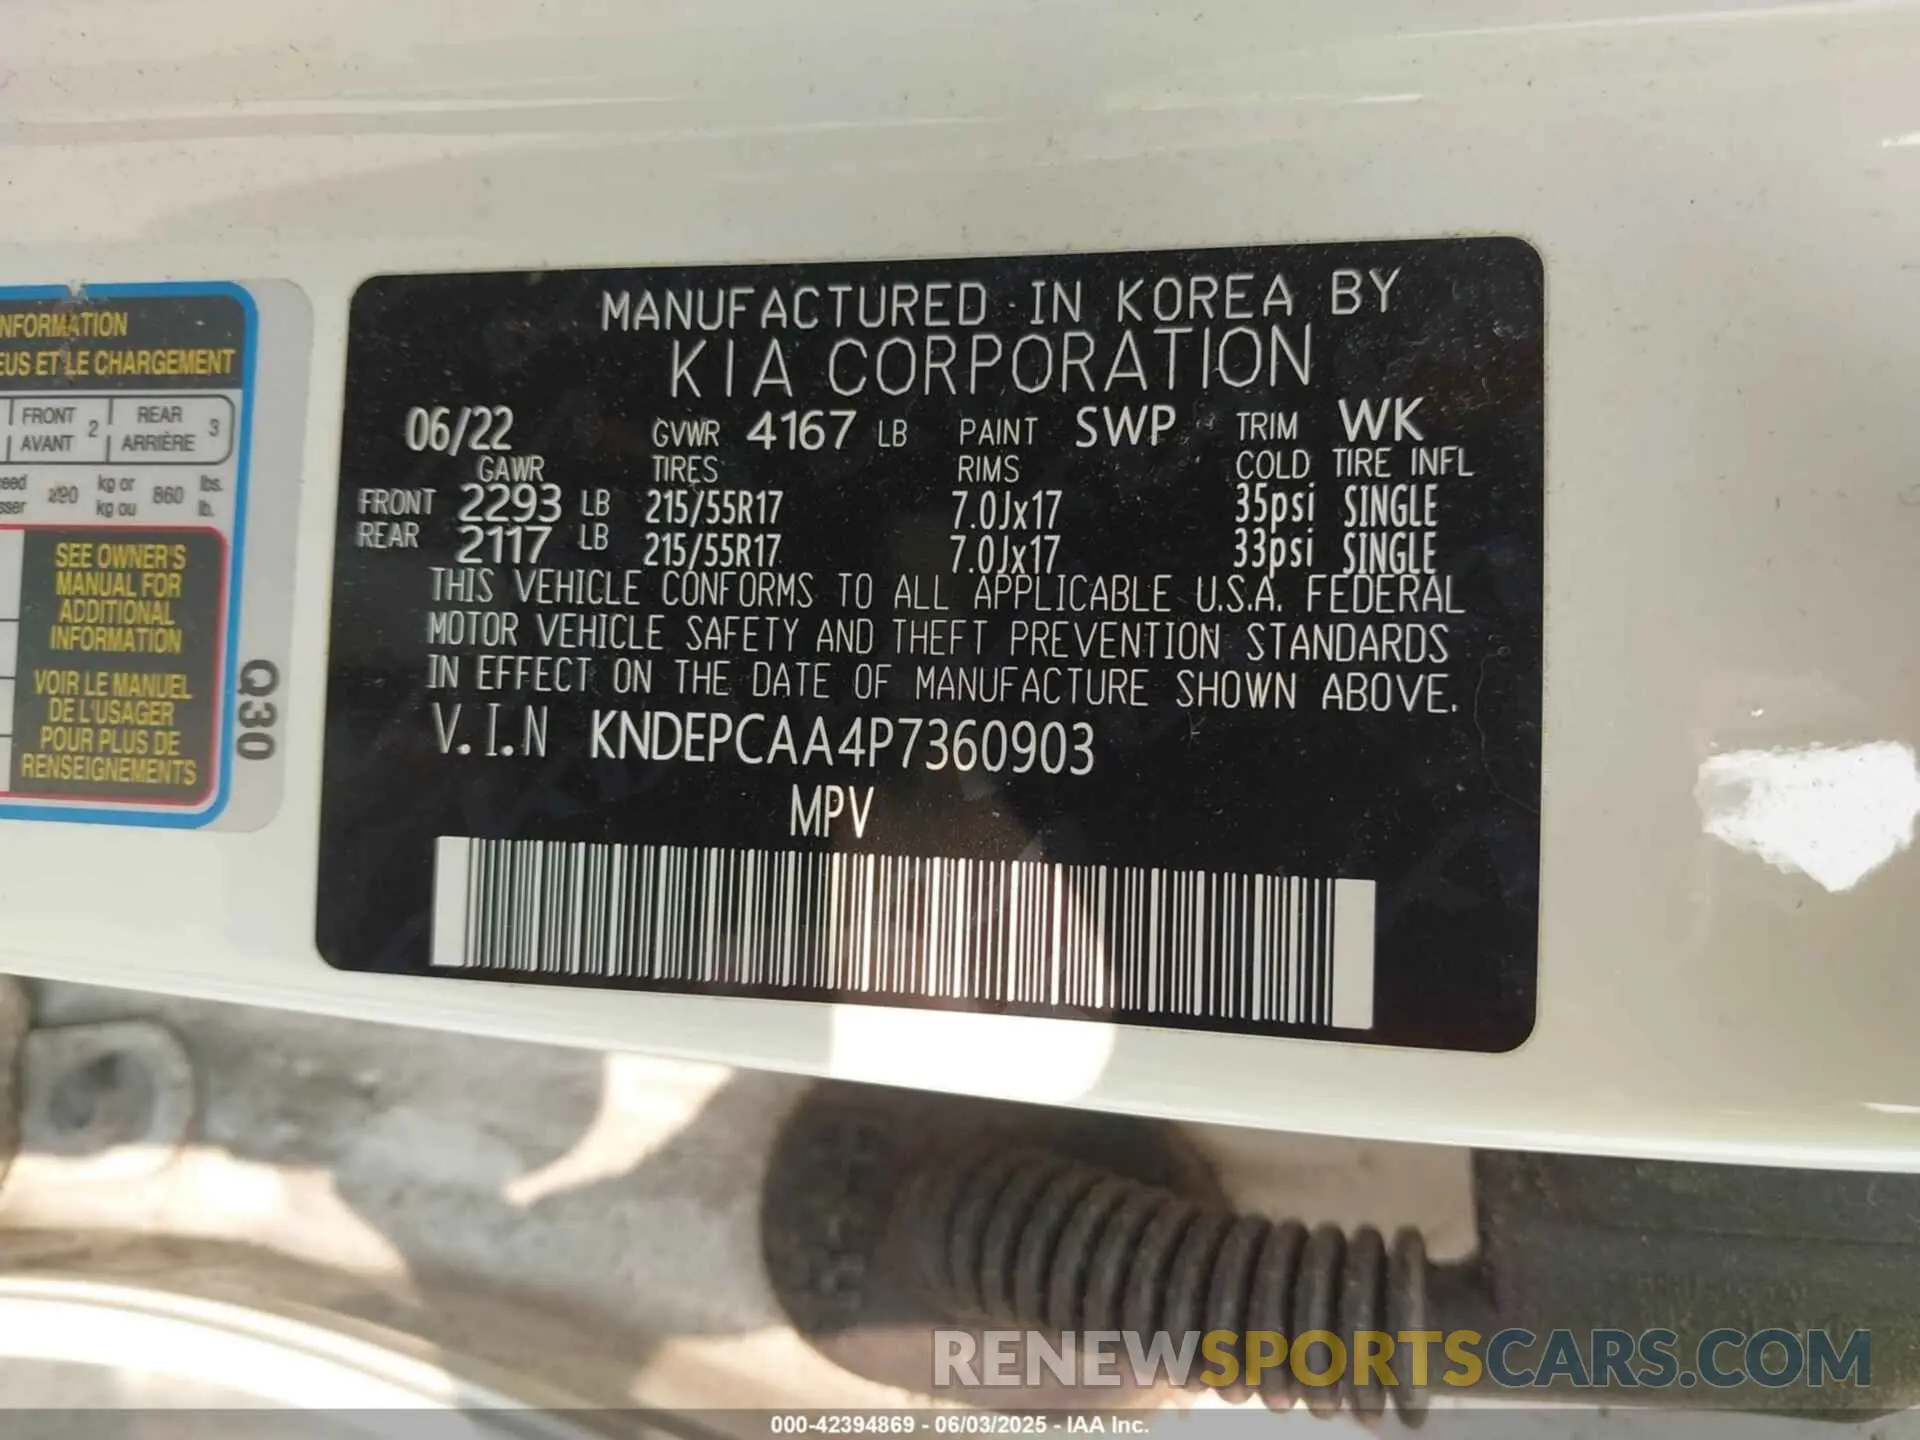 NFORMATION
EUS ET LE CHARGEMENT
FRONT 2 REAR 3
AVANT ARRIÈRE
kg or 860 lbs.
kg ou lb.
SEE OWNER'S
MANUAL FOR
ADDITIONAL
INFORMATION
VOIR LE MANUEL
DE L'USAGER
POUR PLUS DE
RENSEIGNEMENTS
Q30
MANUFACTURED IN KOREA BY
KIA CORPORATION
06/22 GVWR 4167 LB PAINT SWP TRIM WK
GAWR TIRES RIMS COLD TIRE INFL
FRONT 2293 LB 215/55R17 7.0Jx17 35psi SINGLE
REAR 2117 LB 215/55R17 7.0Jx17 33psi SINGLE
THIS VEHICLE CONFORMS TO ALL APPLICABLE U.S.A. FEDERAL
MOTOR VEHICLE SAFETY AND THEFT PREVENTION STANDARDS
IN EFFECT ON THE DATE OF MANUFACTURE SHOWN ABOVE.
V.I.N KNDEPCAA4P7360903
MPV
RENEWSPORTSCARS.COM
000-42394869 - 06/03/2025 - IAA Inc.